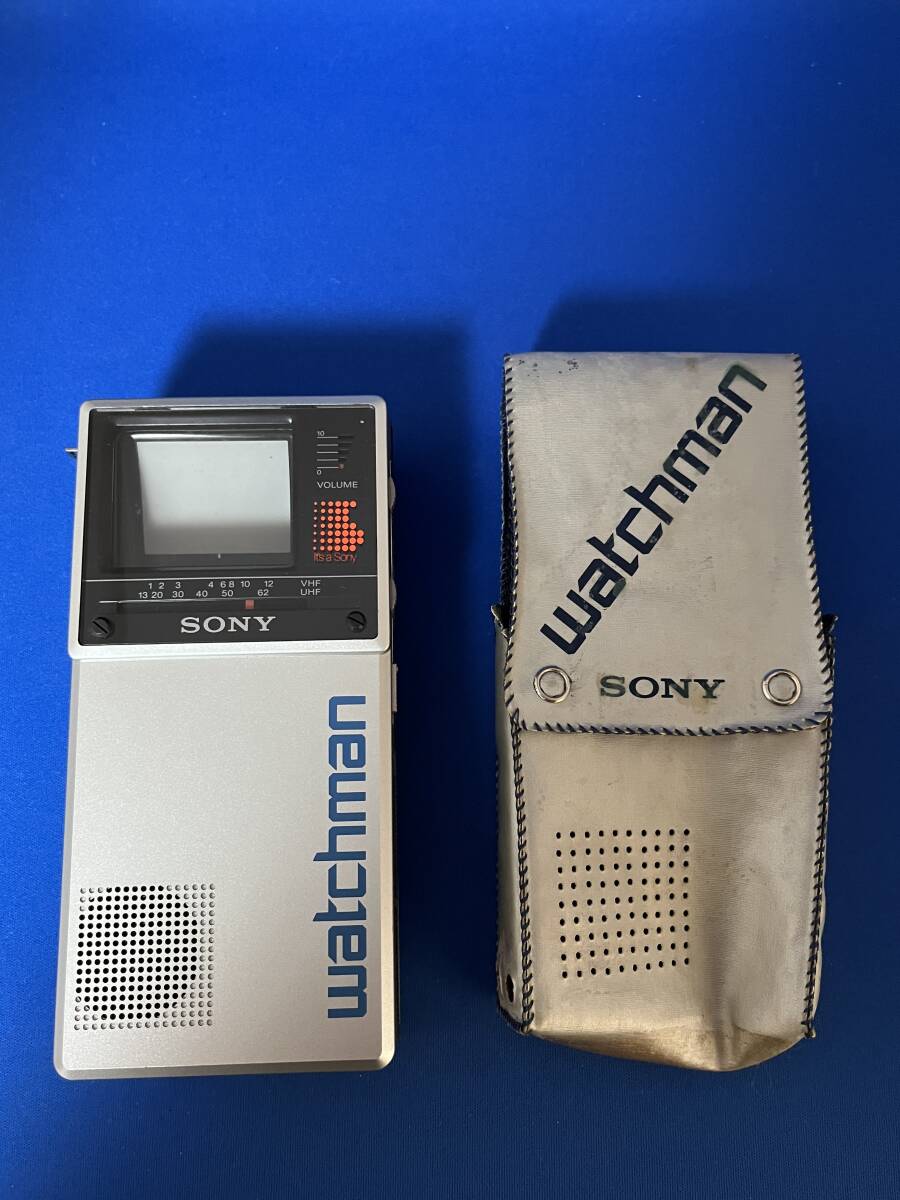 10
0
VOLUME
It's a Sony
1 2 3 4 6 8 10 12 VHF
13 20 30 40 50 62 UHF
SONY
watchman
watchman
SONY